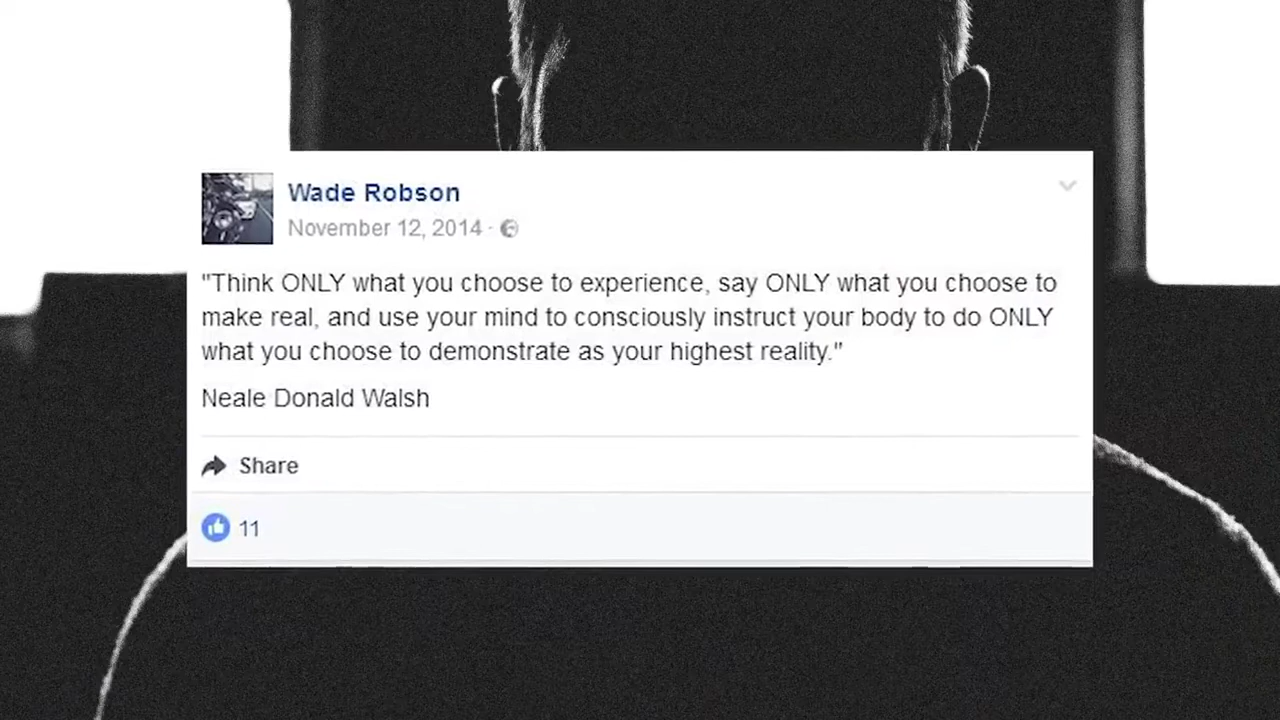 Wade Robson
November 12, 2014 ·
"Think ONLY what you choose to experience, say ONLY what you choose to
make real, and use your mind to consciously instruct your body to do ONLY
what you choose to demonstrate as your highest reality."
Neale Donald Walsh
Share
11